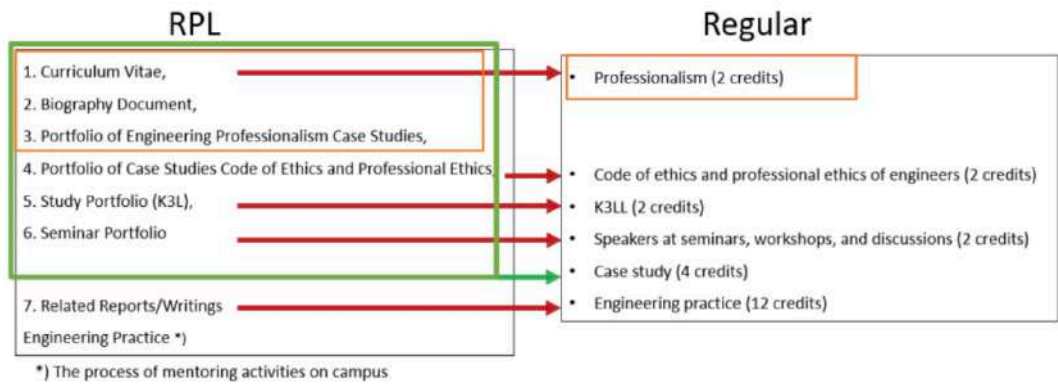 RPL
1. Curriculum Vitae,
2. Biography Document,
3. Portfolio of Engineering Professionalism Case Studies,
4. Portfolio of Case Studies Code of Ethics and Professional Ethics,
5. Study Portfolio (K3L),
6. Seminar Portfolio
7. Related Reports/Writings
Engineering Practice *)
*) The process of mentoring activities on campus
Regular
• Professionalism (2 credits)
• Code of ethics and professional ethics of engineers (2 credits)
• K3LL (2 credits)
• Speakers at seminars, workshops, and discussions (2 credits)
• Case study (4 credits)
• Engineering practice (12 credits)